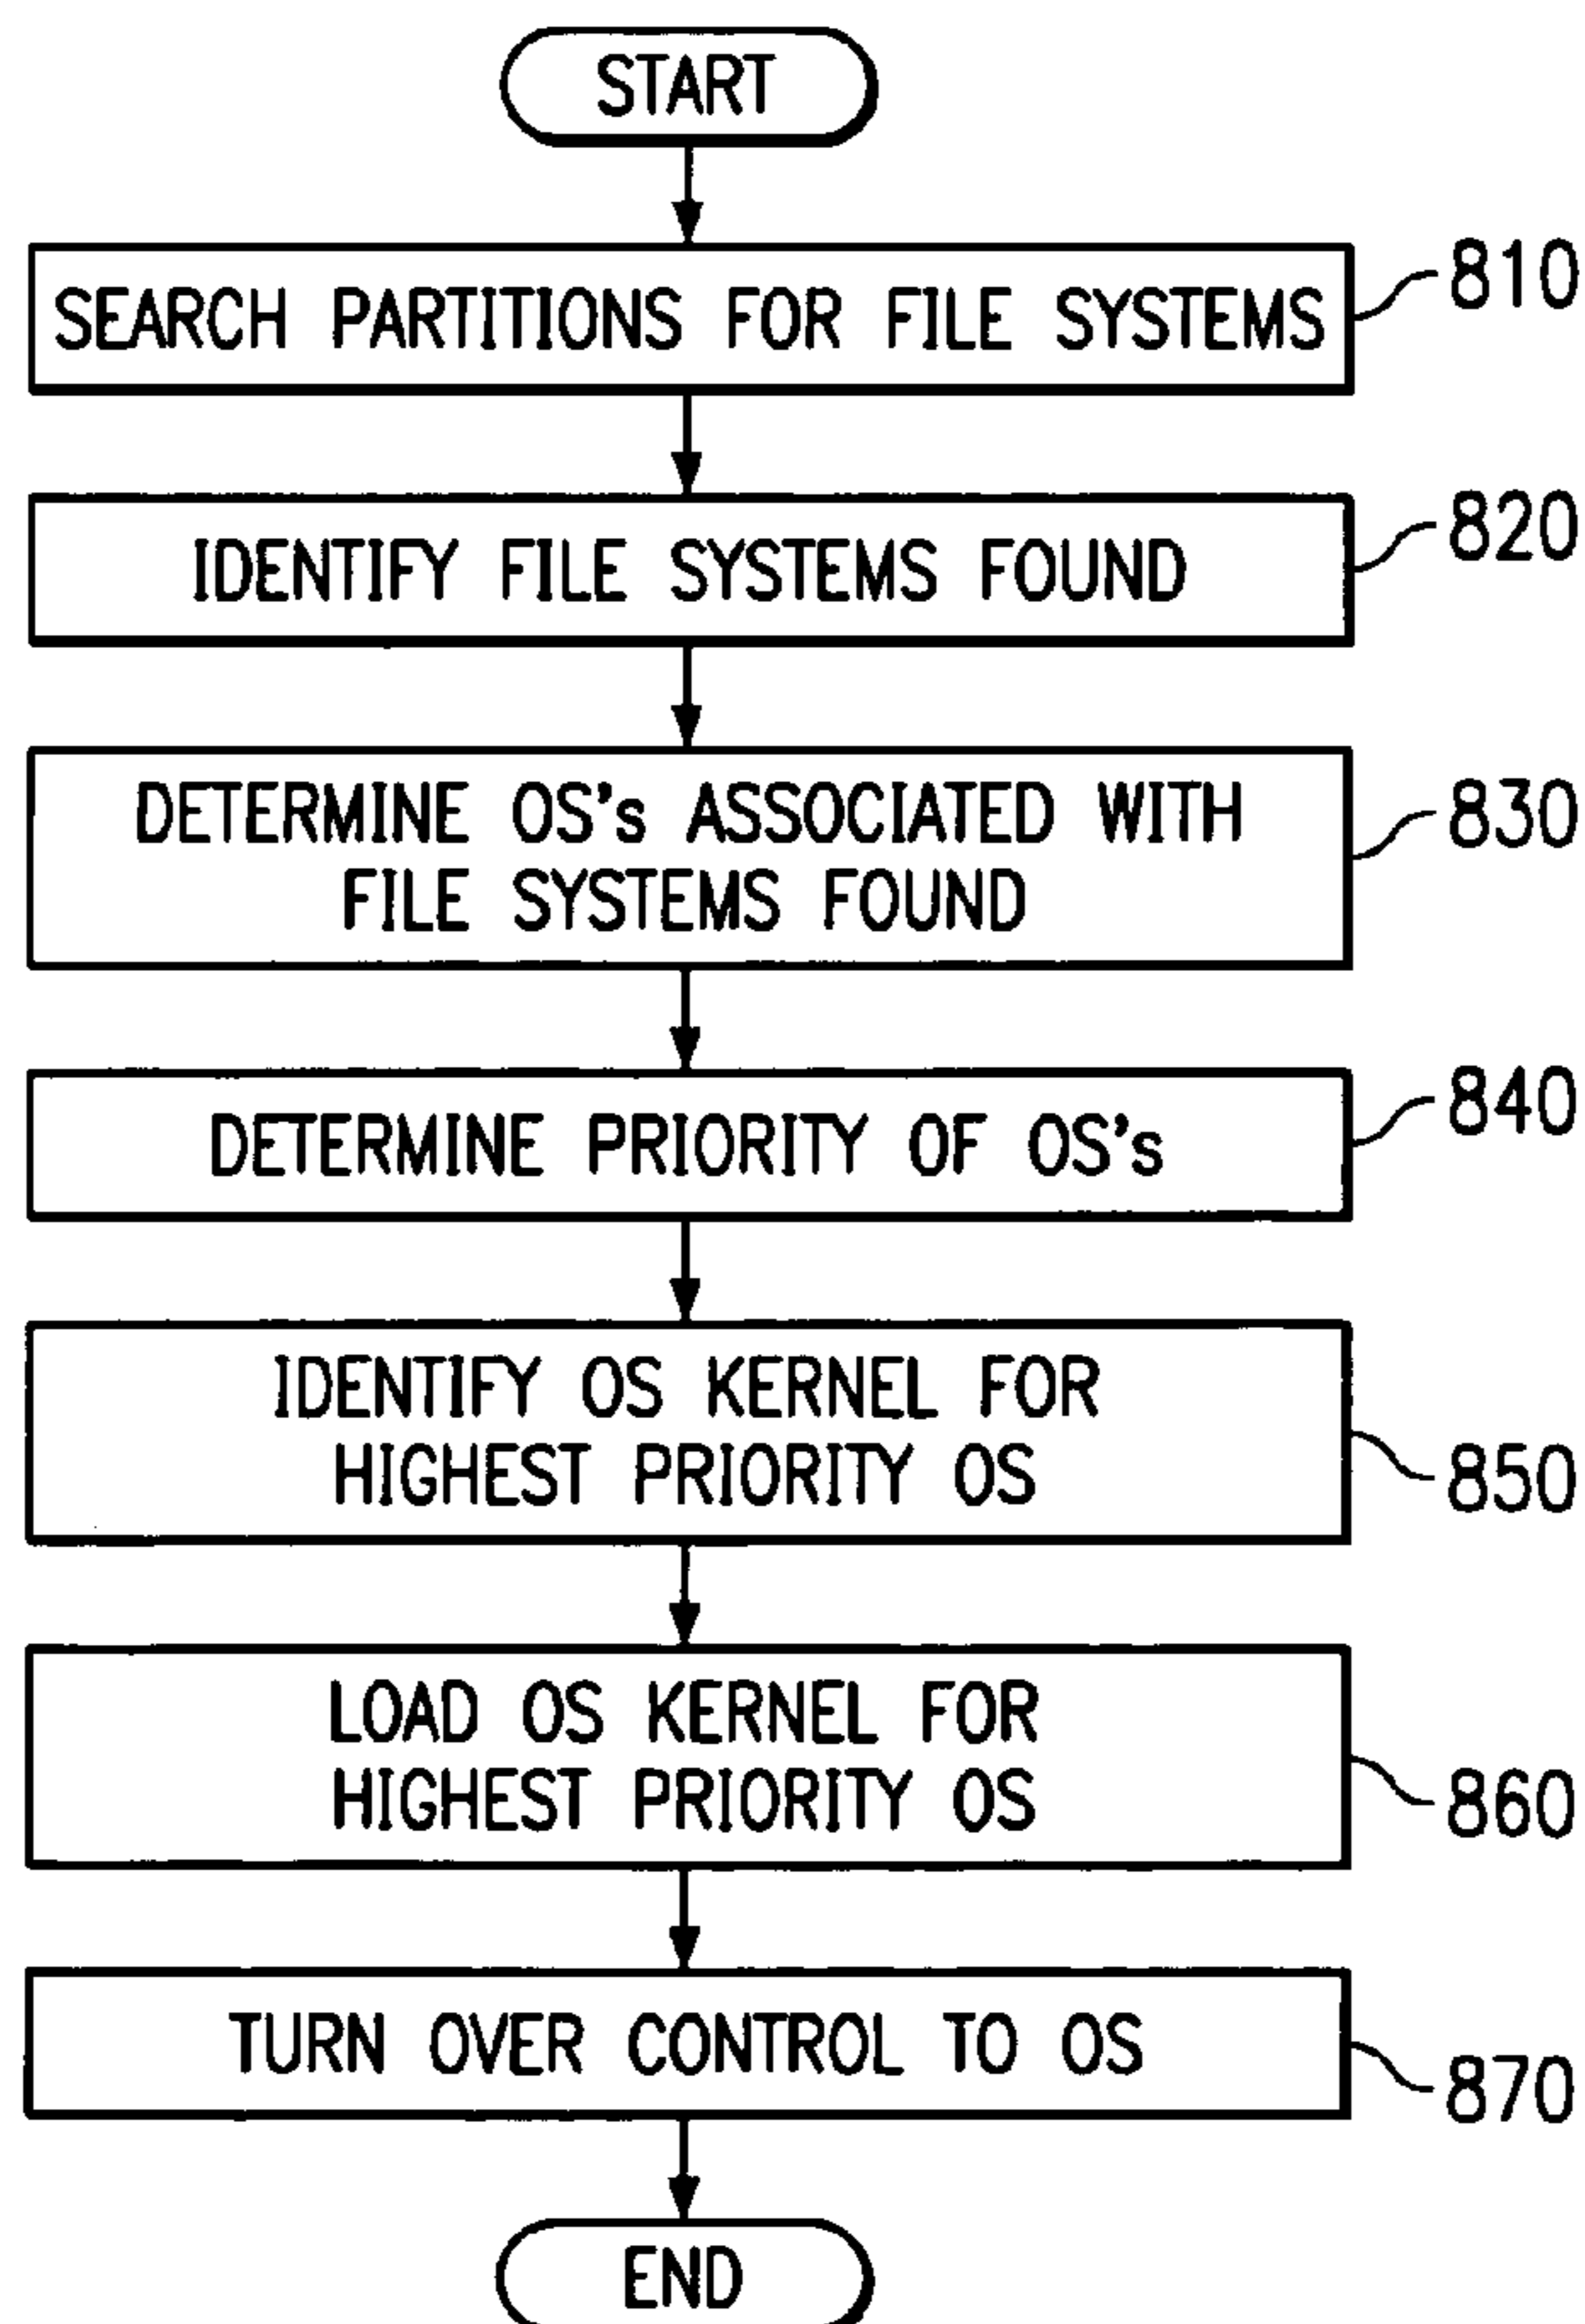 START
SEARCH PARTITIONS FOR FILE SYSTEMS
810
IDENTIFY FILE SYSTEMS FOUND
820
DETERMINE OS's ASSOCIATED WITH
FILE SYSTEMS FOUND
830
DETERMINE PRIORITY OF OS's
840
IDENTIFY OS KERNEL FOR
HIGHEST PRIORITY OS
850
LOAD OS KERNEL FOR
HIGHEST PRIORITY OS
860
TURN OVER CONTROL TO OS
870
END